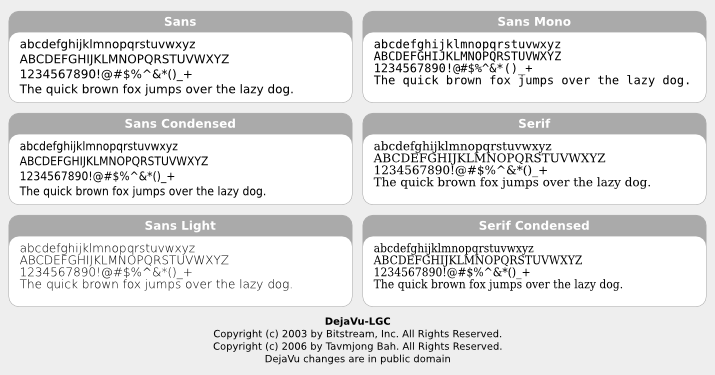 Sans
abcdefghijklmnopqrstuvwxyz
ABCDEFGHIJKLMNOPQRSTUVWXYZ
1234567890!@#$%^&*()_+
The quick brown fox jumps over the lazy dog.
Sans Mono
abcdefghijklmnopqrstuvwxyz
ABCDEFGHIJKLMNOPQRSTUVWXYZ
1234567890!@#$%^&*()_+
The quick brown fox jumps over the lazy dog.
Sans Condensed
abcdefghijklmnopqrstuvwxyz
ABCDEFGHIJKLMNOPQRSTUVWXYZ
1234567890!@#$%^&*()_+
The quick brown fox jumps over the lazy dog.
Serif
abcdefghijklmnopqrstuvwxyz
ABCDEFGHIJKLMNOPQRSTUVWXYZ
1234567890!@#$%^&*()_+
The quick brown fox jumps over the lazy dog.
Sans Light
abcdefghijklmnopqrstuvwxyz
ABCDEFGHIJKLMNOPQRSTUVWXYZ
1234567890!@#$%^&*()_+
The quick brown fox jumps over the lazy dog.
Serif Condensed
abcdefghijklmnopqrstuvwxyz
ABCDEFGHIJKLMNOPQRSTUVWXYZ
1234567890!@#$%^&*()_+
The quick brown fox jumps over the lazy dog.
DejaVu-LGC
Copyright (c) 2003 by Bitstream, Inc. All Rights Reserved.
Copyright (c) 2006 by Tavmjong Bah. All Rights Reserved.
DejaVu changes are in public domain